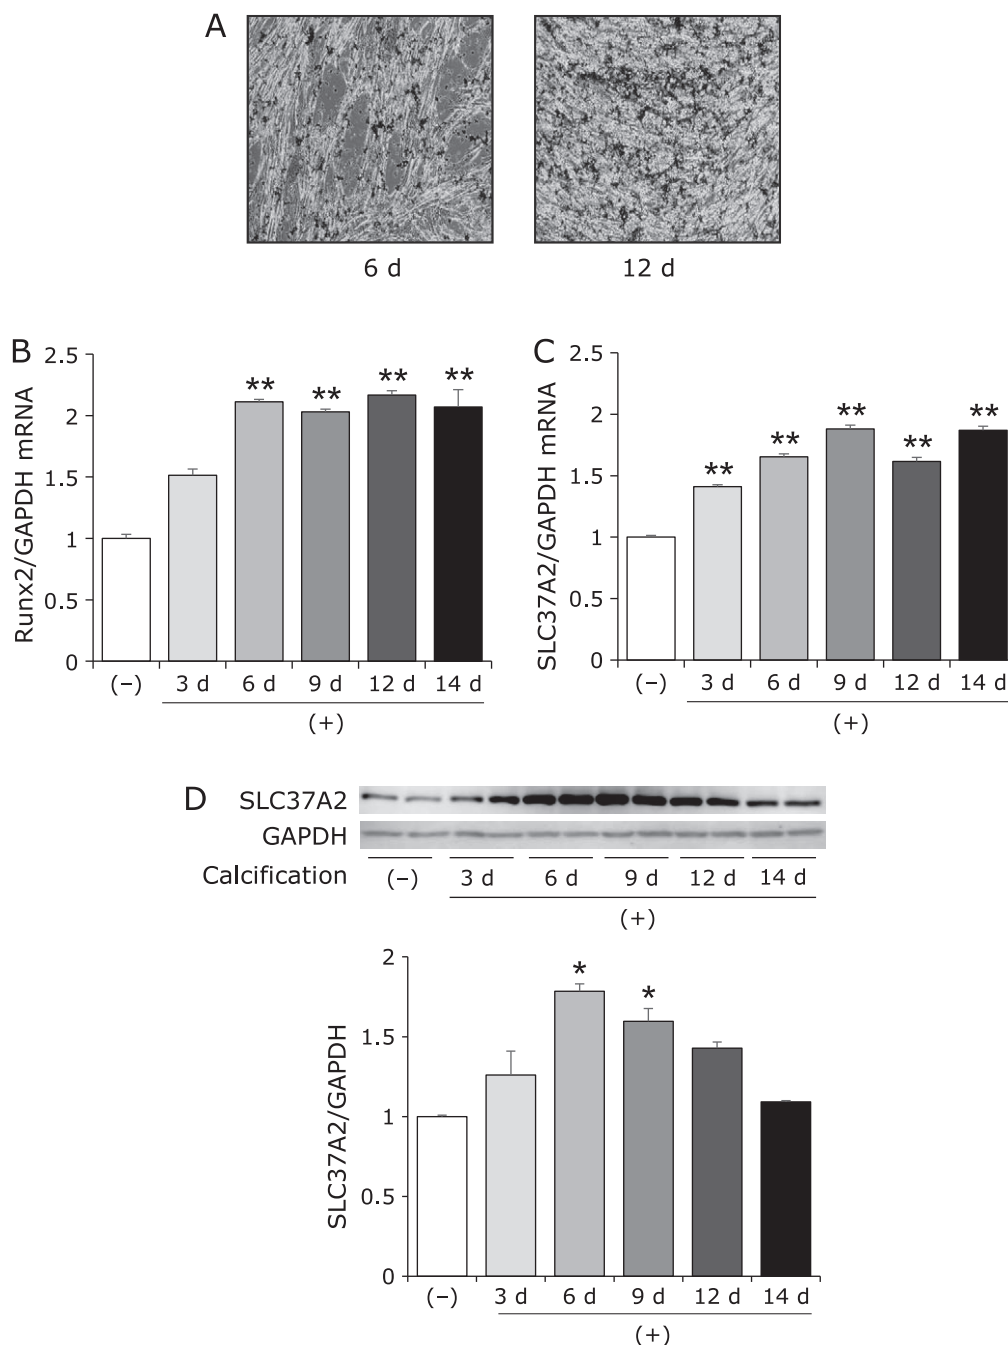 A
6 d
12 d
B
Runx2/GAPDH mRNA
2.5
2
1.5
1
0.5
0
** ** ** **
(–) 3 d 6 d 9 d 12 d 14 d
(+)
C
SLC37A2/GAPDH mRNA
2.5
2
1.5
1
0.5
0
** ** ** ** **
(–) 3 d 6 d 9 d 12 d 14 d
(+)
D
SLC37A2
GAPDH
Calcification (–) 3 d 6 d 9 d 12 d 14 d
(+)
SLC37A2/GAPDH
2
1.5
1
0.5
0
* *
(–) 3 d 6 d 9 d 12 d 14 d
(+)